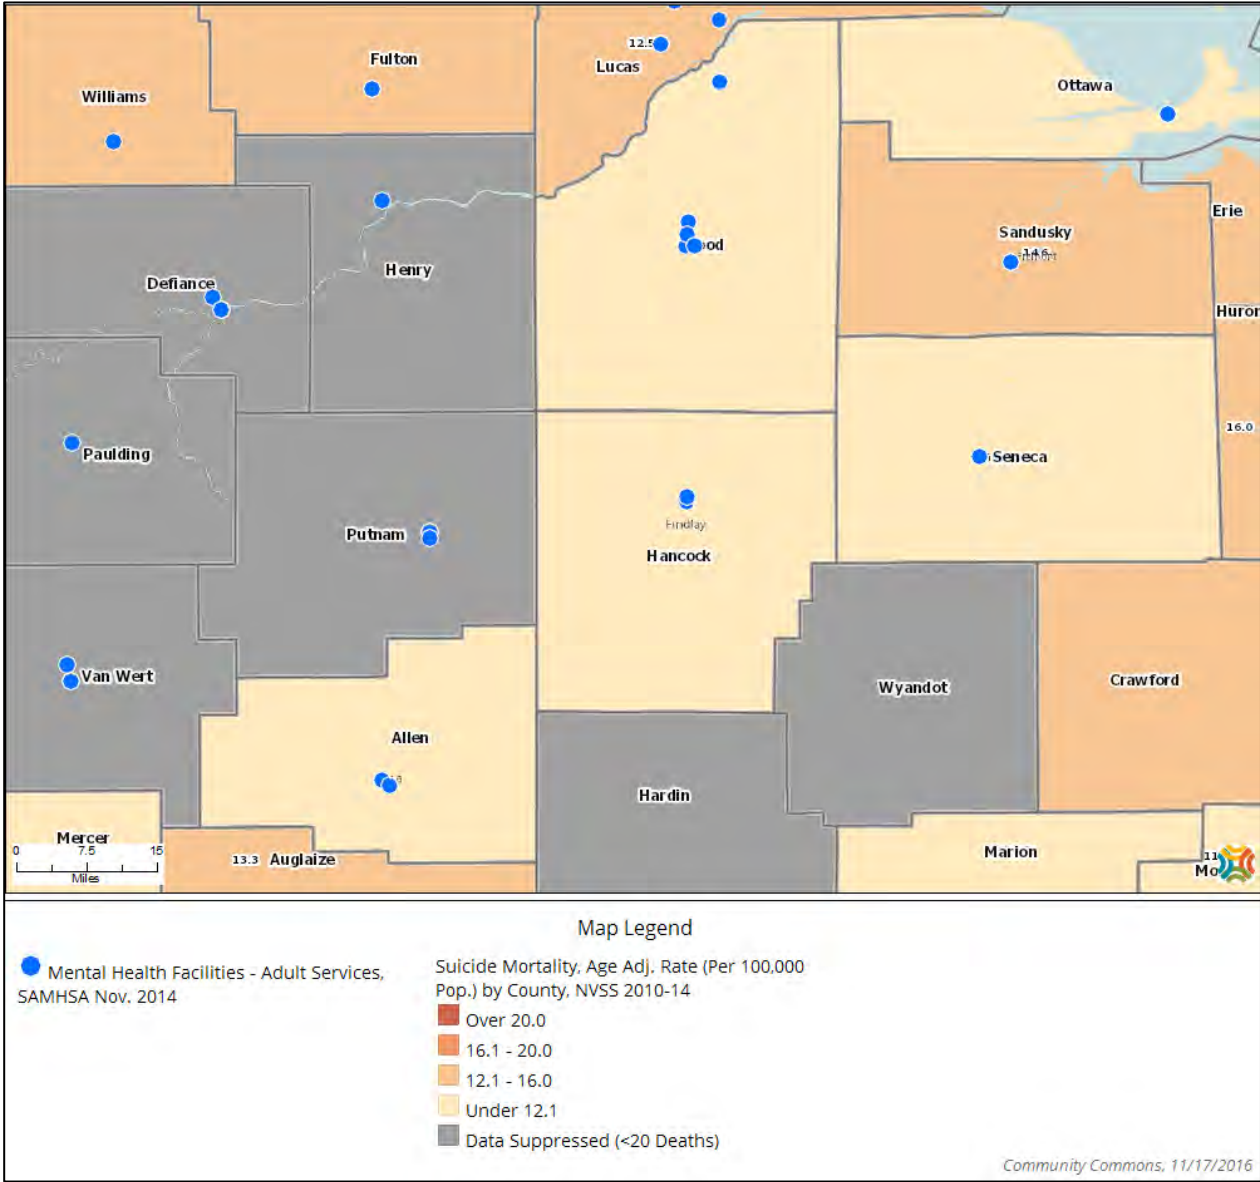 Fulton
12.5
Lucas
Ottawa
Williams
Erie
Sandusky
14.6
Henry
Defiance
Huron
16.0
Paulding
Seneca
Findlay
Putnam
Hancock
Van Wert
Wyandot
Crawford
Allen
Hardin
Mercer
0 7.5 15
Miles
13.3 Auglaize
Marion
11
Mo
Map Legend
Mental Health Facilities - Adult Services,
SAMHSA Nov. 2014
Suicide Mortality, Age Adj. Rate (Per 100,000
Pop.) by County, NVSS 2010-14
Over 20.0
16.1 - 20.0
12.1 - 16.0
Under 12.1
Data Suppressed (<20 Deaths)
Community Commons, 11/17/2016